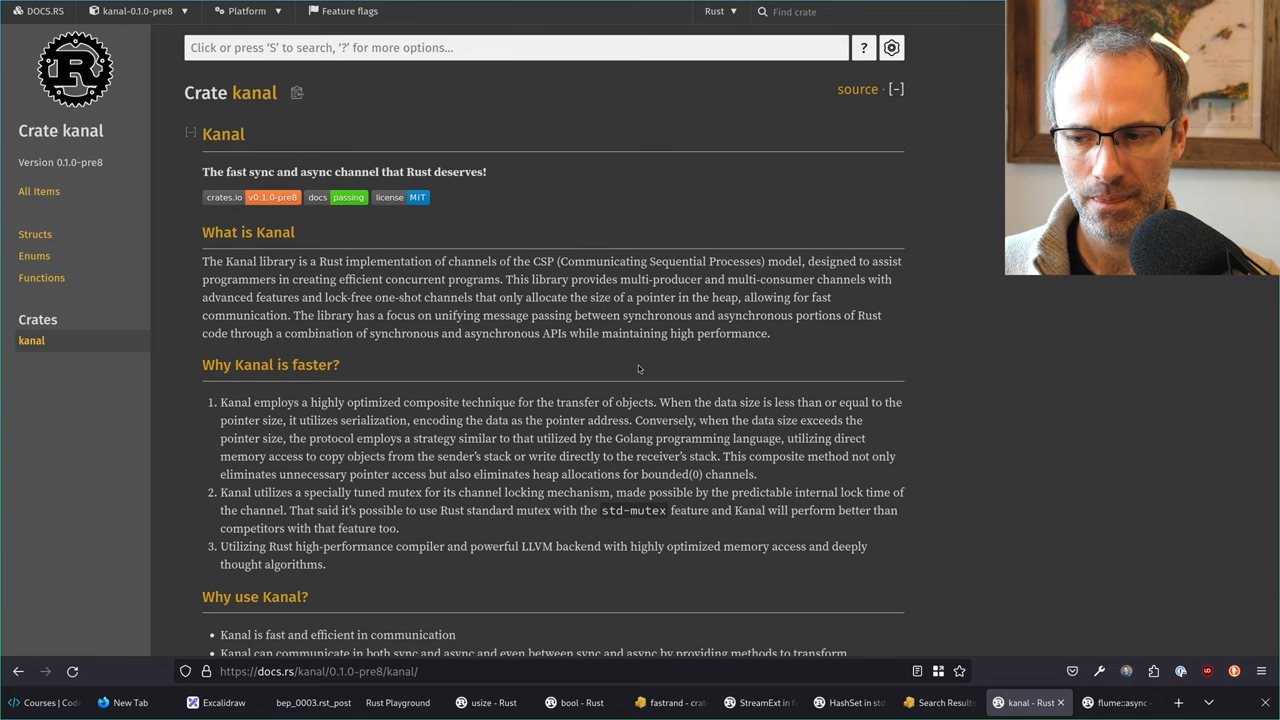 DOCS.RS kanal-0.1.0-pre8 Platform Feature flags Rust Find crate
Click or press ‘S’ to search, ‘?’ for more options… ?
Crate kanal
source · [-]
Crate kanal
Version 0.1.0-pre8
All Items
Structs
Enums
Functions
Crates
kanal
[-] Kanal
The fast sync and async channel that Rust deserves!
crates.io v0.1.0-pre8 docs passing license MIT
What is Kanal
The Kanal library is a Rust implementation of channels of the CSP (Communicating Sequential Processes) model, designed to assist
programmers in creating efficient concurrent programs. This library provides multi-producer and multi-consumer channels with
advanced features and lock-free one-shot channels that only allocate the size of a pointer in the heap, allowing for fast
communication. The library has a focus on unifying message passing between synchronous and asynchronous portions of Rust
code through a combination of synchronous and asynchronous APIs while maintaining high performance.
Why Kanal is faster?
1. Kanal employs a highly optimized composite technique for the transfer of objects. When the data size is less than or equal to the
pointer size, it utilizes serialization, encoding the data as the pointer address. Conversely, when the data size exceeds the
pointer size, the protocol employs a strategy similar to that utilized by the Golang programming language, utilizing direct
memory access to copy objects from the sender’s stack or write directly to the receiver’s stack. This composite method not only
eliminates unnecessary pointer access but also eliminates heap allocations for bounded(0) channels.
2. Kanal utilizes a specially tuned mutex for its channel locking mechanism, made possible by the predictable internal lock time of
the channel. That said it’s possible to use Rust standard mutex with the std-mutex feature and Kanal will perform better than
competitors with that feature too.
3. Utilizing Rust high-performance compiler and powerful LLVM backend with highly optimized memory access and deeply
thought algorithms.
Why use Kanal?
• Kanal is fast and efficient in communication
• Kanal can communicate in both sync and async and even between sync and async by providing methods to transform
https://docs.rs/kanal/0.1.0-pre8/kanal/
Courses | Cod New Tab Excalidraw bep_0003.rst_post Rust Playground usize - Rust bool - Rust fastrand - crat StreamExt in f HashSet in std Search Results kanal - Rust flume::async